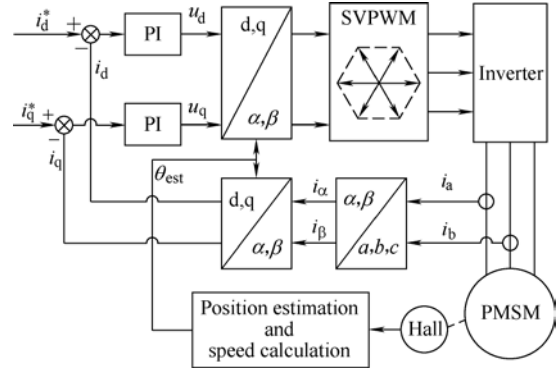 i*d
+
−
PI
ud
d,q
α,β
SVPWM
Inverter
id
i*q
+
−
PI
uq
iq
θest
d,q
α,β
iα
iβ
α,β
a,b,c
ia
ib
Position estimation
and
speed calculation
Hall
PMSM